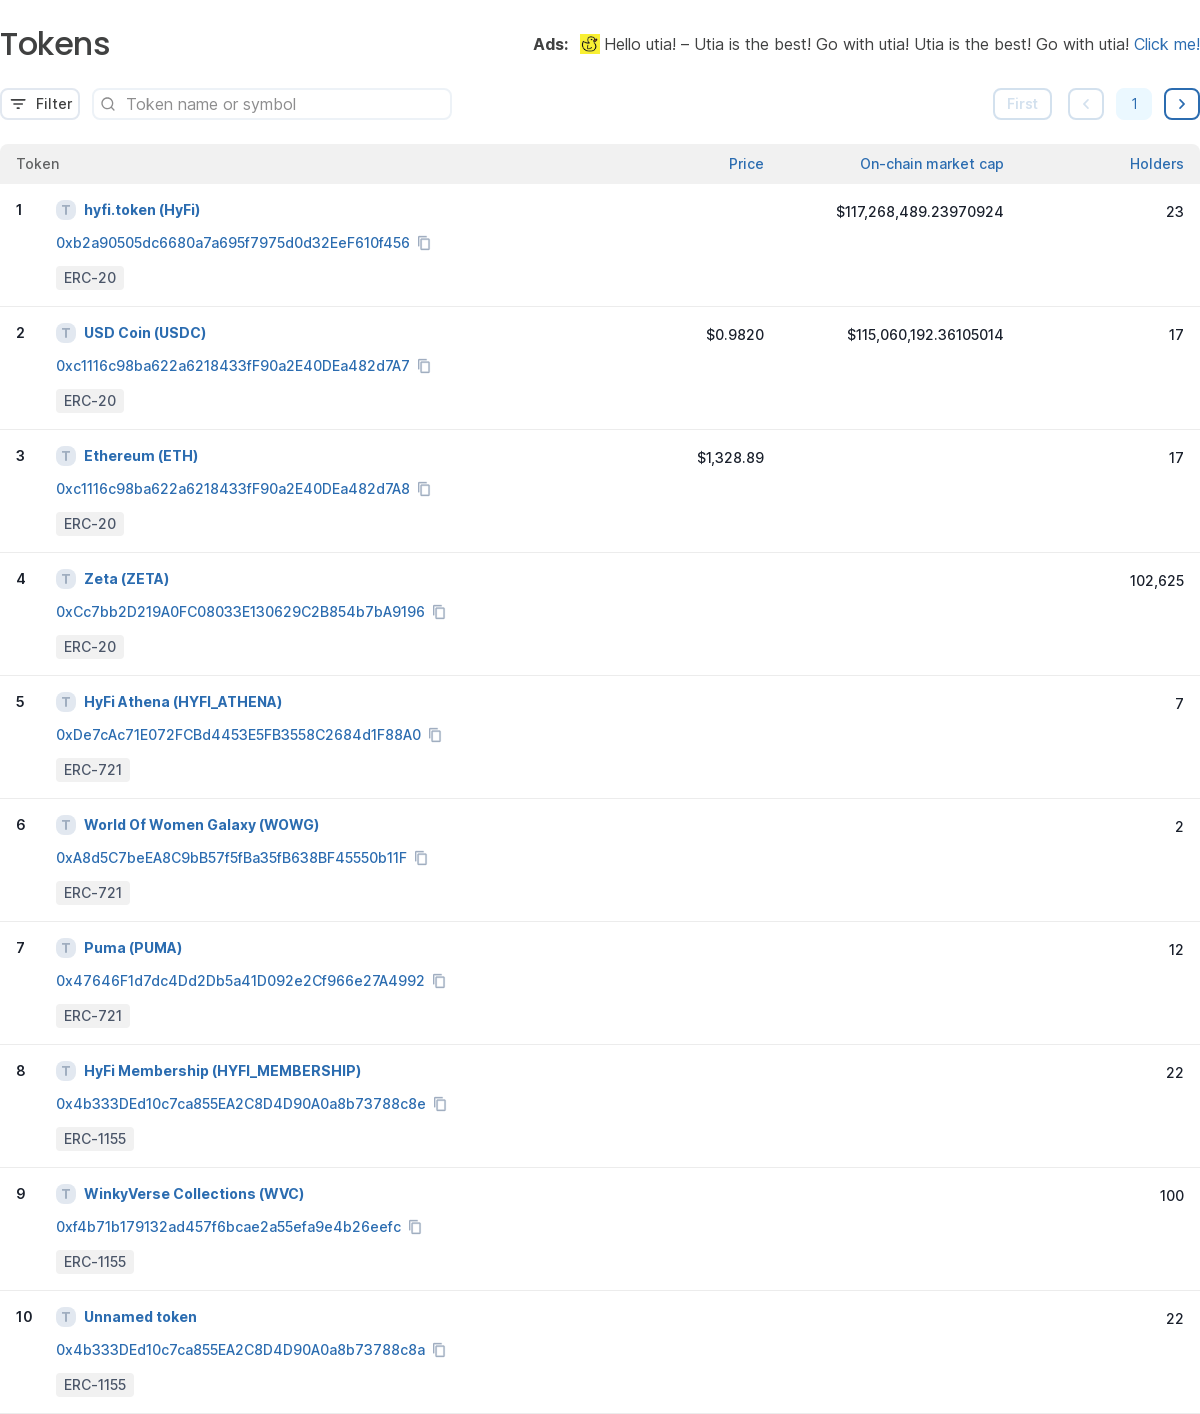 Tokens
Ads: Hello utia! – Utia is the best! Go with utia! Utia is the best! Go with utia! Click me!
Filter
Token name or symbol
First
1
Token Price On-chain market cap Holders
1 T hyfi.token (HyFi) $117,268,489.23970924 23
0xb2a90505dc6680a7a695f7975d0d32EeF610f456
ERC-20
2 T USD Coin (USDC) $0.9820 $115,060,192.36105014 17
0xc1116c98ba622a6218433fF90a2E40DEa482d7A7
ERC-20
3 T Ethereum (ETH) $1,328.89 17
0xc1116c98ba622a6218433fF90a2E40DEa482d7A8
ERC-20
4 T Zeta (ZETA) 102,625
0xCc7bb2D219A0FC08033E130629C2B854b7bA9196
ERC-20
5 T HyFi Athena (HYFI_ATHENA) 7
0xDe7cAc71E072FCBd4453E5FB3558C2684d1F88A0
ERC-721
6 T World Of Women Galaxy (WOWG) 2
0xA8d5C7beEA8C9bB57f5fBa35fB638BF45550b11F
ERC-721
7 T Puma (PUMA) 12
0x47646F1d7dc4Dd2Db5a41D092e2Cf966e27A4992
ERC-721
8 T HyFi Membership (HYFI_MEMBERSHIP) 22
0x4b333DEd10c7ca855EA2C8D4D90A0a8b73788c8e
ERC-1155
9 T WinkyVerse Collections (WVC) 100
0xf4b71b179132ad457f6bcae2a55efa9e4b26eefc
ERC-1155
10 T Unnamed token 22
0x4b333DEd10c7ca855EA2C8D4D90A0a8b73788c8a
ERC-1155